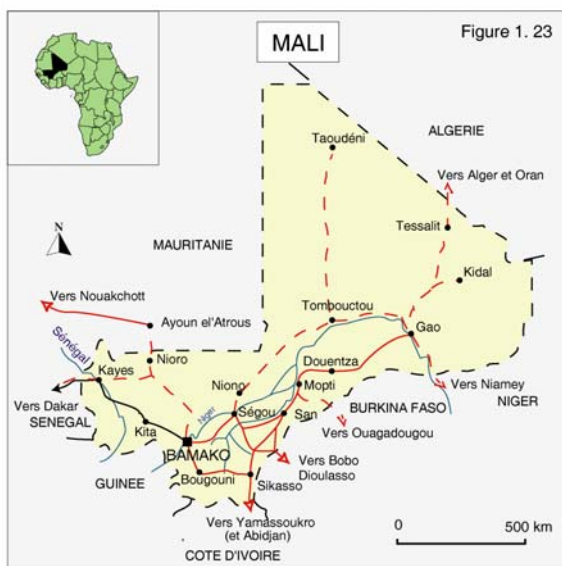 MALI
Figure 1. 23
Taoudéni
ALGERIE
Vers Alger et Oran
Tessalit
N
MAURITANIE
Kidal
Vers Nouakchott
Ayoun el'Atrous
Tombouctou
Gao
Sénégal
Nioro
Douentza
Kayes
Niono
Mopti
Vers Niamey
NIGER
Niger
Ségou
San
BURKINA FASO
Vers Dakar
SENEGAL
Kita
Vers Ouagadougou
BAMAKO
Vers Bobo
Dioulasso
GUINEE
Bougouni
Sikasso
Vers Yamassoukro
(et Abidjan)
0
500 km
COTE D'IVOIRE